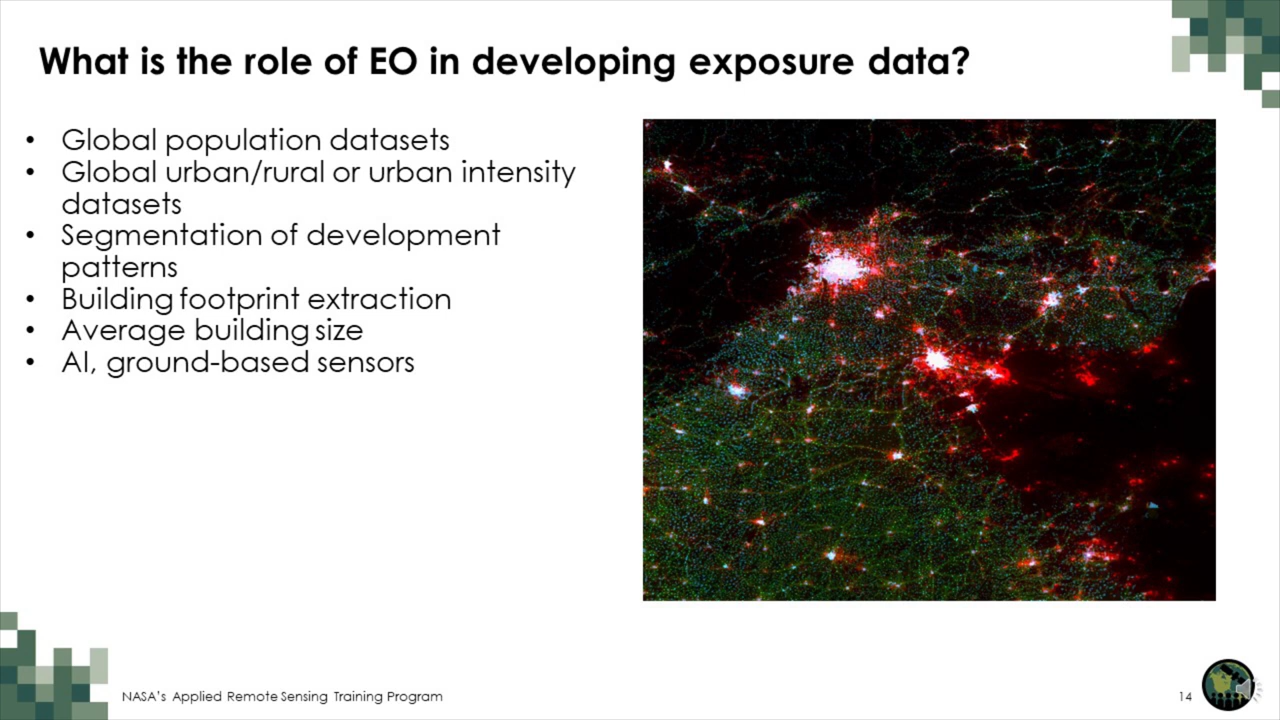 What is the role of EO in developing exposure data?
• Global population datasets
• Global urban/rural or urban intensity
datasets
• Segmentation of development
patterns
• Building footprint extraction
• Average building size
• AI, ground-based sensors
NASA's Applied Remote Sensing Training Program
14